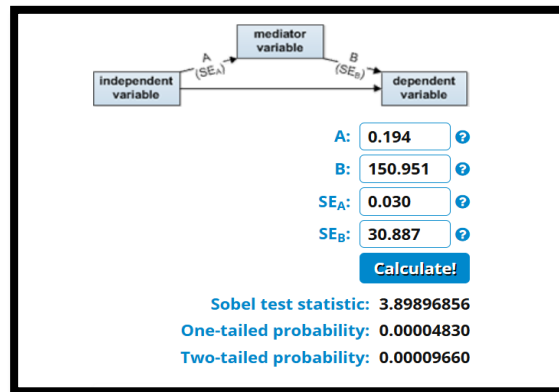 mediator
variable
A
(SEA)
B
(SEB)
independent
variable
dependent
variable
A: 0.194 ?
B: 150.951 ?
SEA: 0.030 ?
SEB: 30.887 ?
Calculate!
Sobel test statistic: 3.89896856
One-tailed probability: 0.00004830
Two-tailed probability: 0.00009660